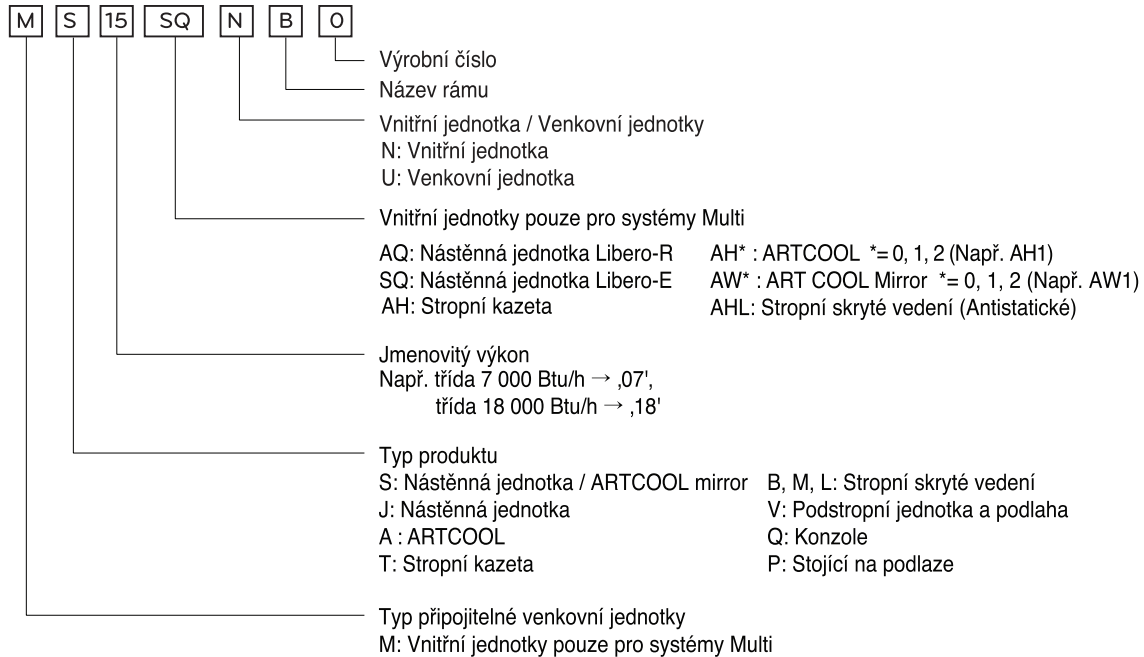 M S 15 SQ N B 0
Výrobní číslo
Název rámu
Vnitřní jednotka / Venkovní jednotky
N: Vnitřní jednotka
U: Venkovní jednotka
Vnitřní jednotky pouze pro systémy Multi
AQ: Nástěnná jednotka Libero-R AH* : ARTCOOL *= 0, 1, 2 (Např. AH1)
SQ: Nástěnná jednotka Libero-E AW* : ART COOL Mirror *= 0, 1, 2 (Např. AW1)
AH: Stropní kazeta AHL: Stropní skryté vedení (Antistatické)
Jmenovitý výkon
Např. třída 7 000 Btu/h → ‚07',
třída 18 000 Btu/h → ‚18'
Typ produktu
S: Nástěnná jednotka / ARTCOOL mirror B, M, L: Stropní skryté vedení
J: Nástěnná jednotka V: Podstropní jednotka a podlaha
A : ARTCOOL Q: Konzole
T: Stropní kazeta P: Stojící na podlaze
Typ připojitelné venkovní jednotky
M: Vnitřní jednotky pouze pro systémy Multi